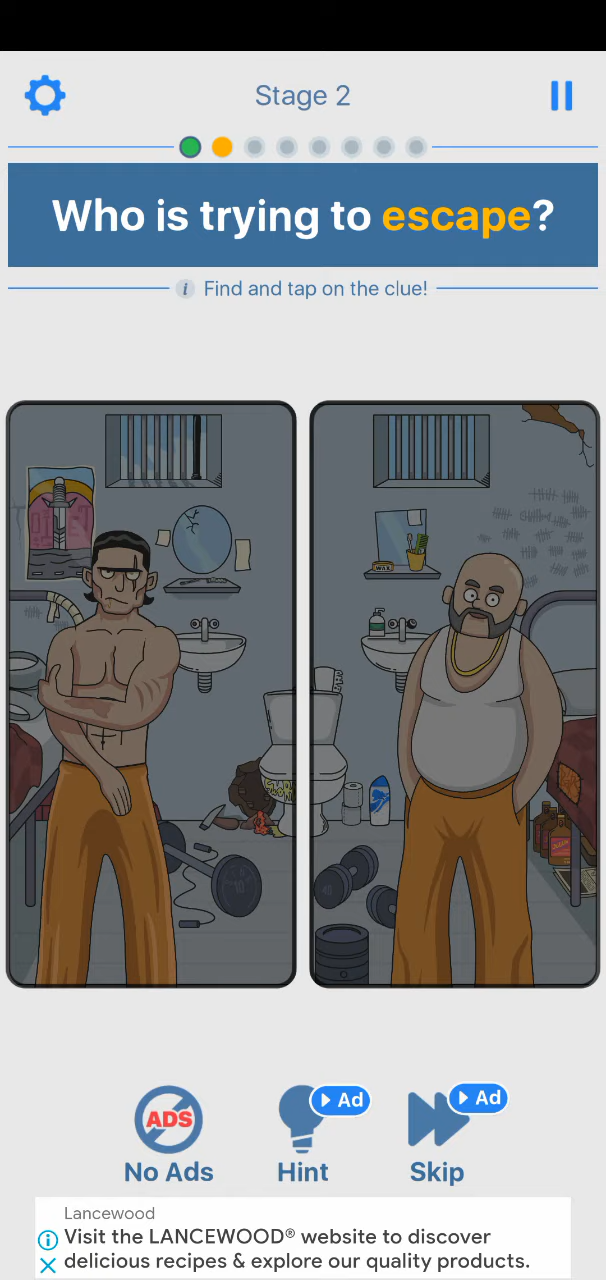 Stage 2
Who is trying to escape?
i Find and tap on the clue!
WAX
ADS
Ad
Ad
No Ads
Hint
Skip
Lancewood
Visit the LANCEWOOD® website to discover
delicious recipes & explore our quality products.